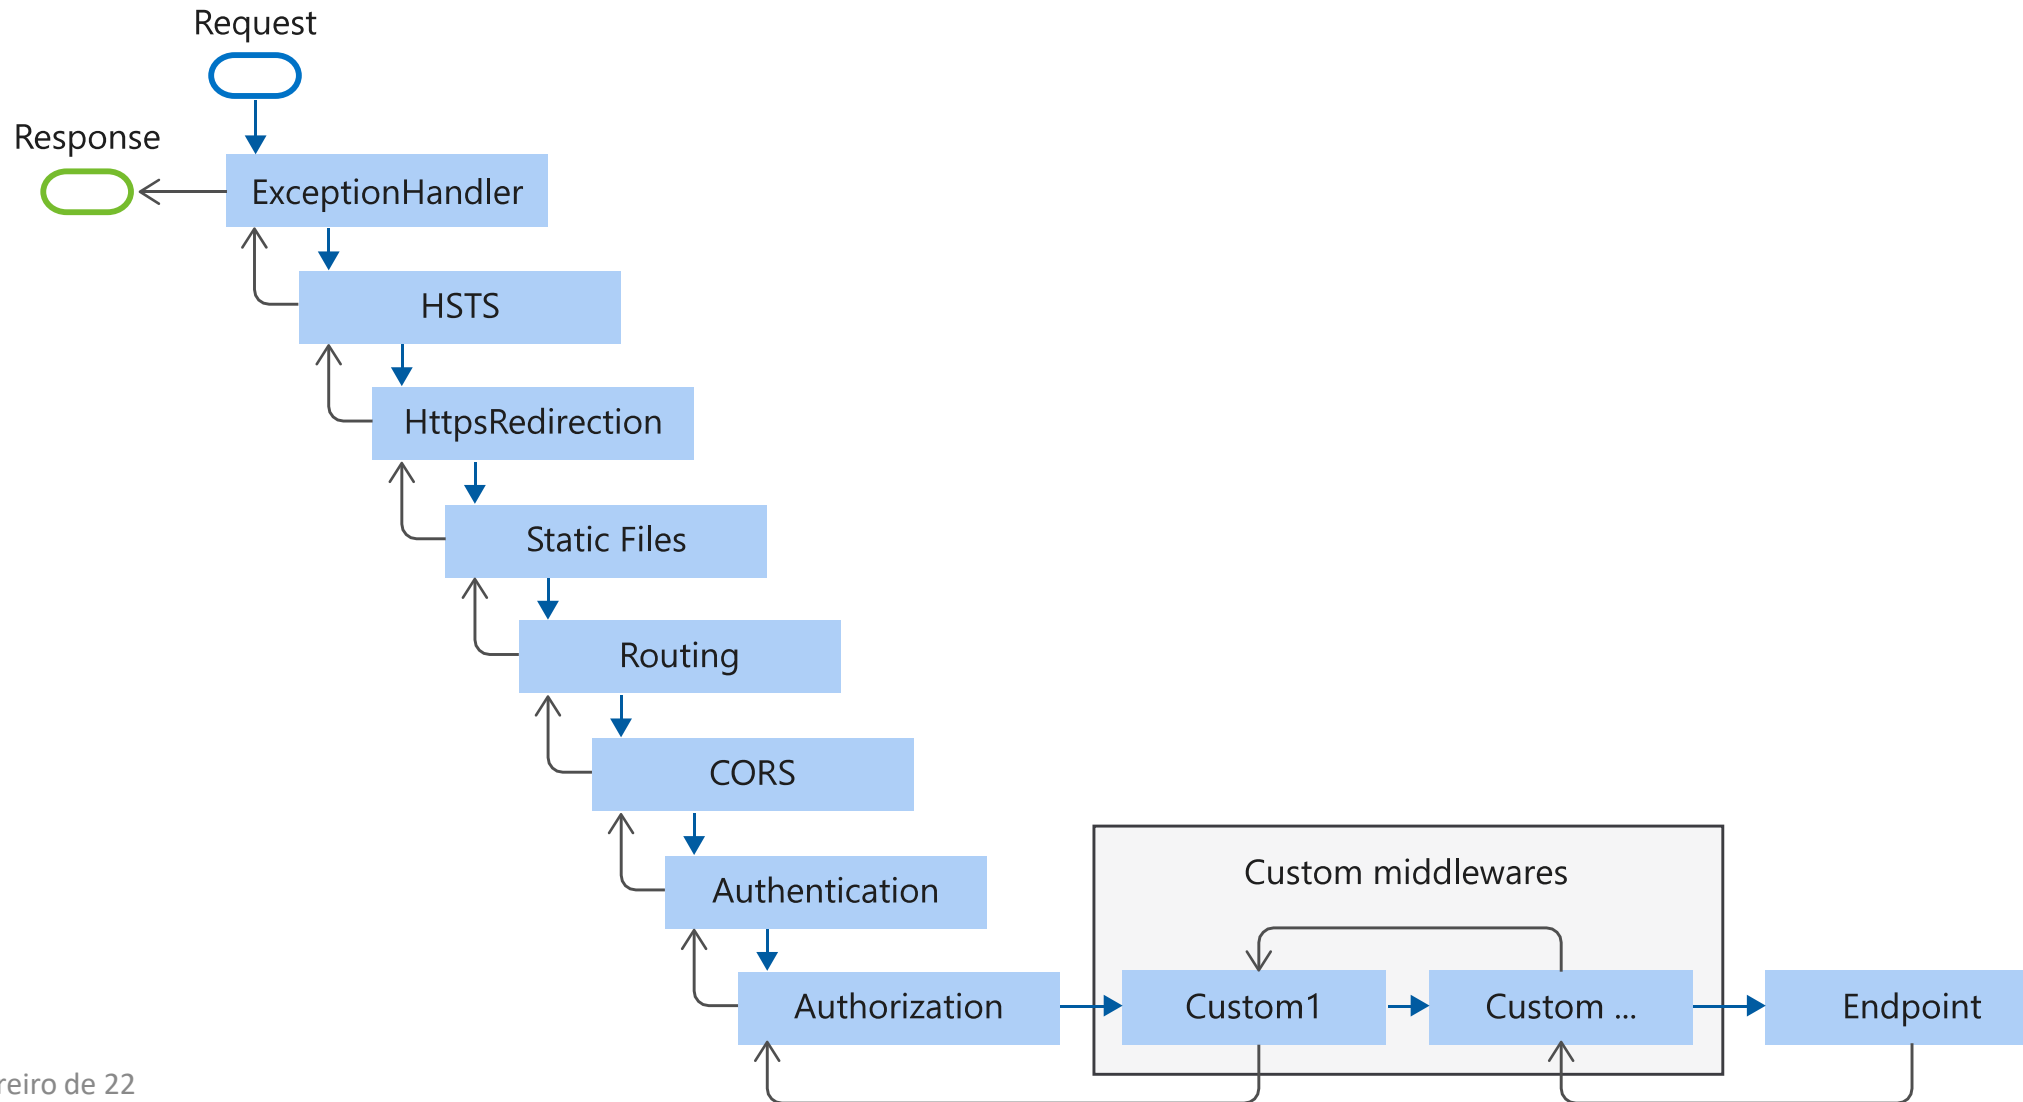 Request
Response
ExceptionHandler
HSTS
HttpsRedirection
Static Files
Routing
CORS
Authentication
Custom middlewares
Authorization
Custom1
Custom ...
Endpoint
reiro de 22